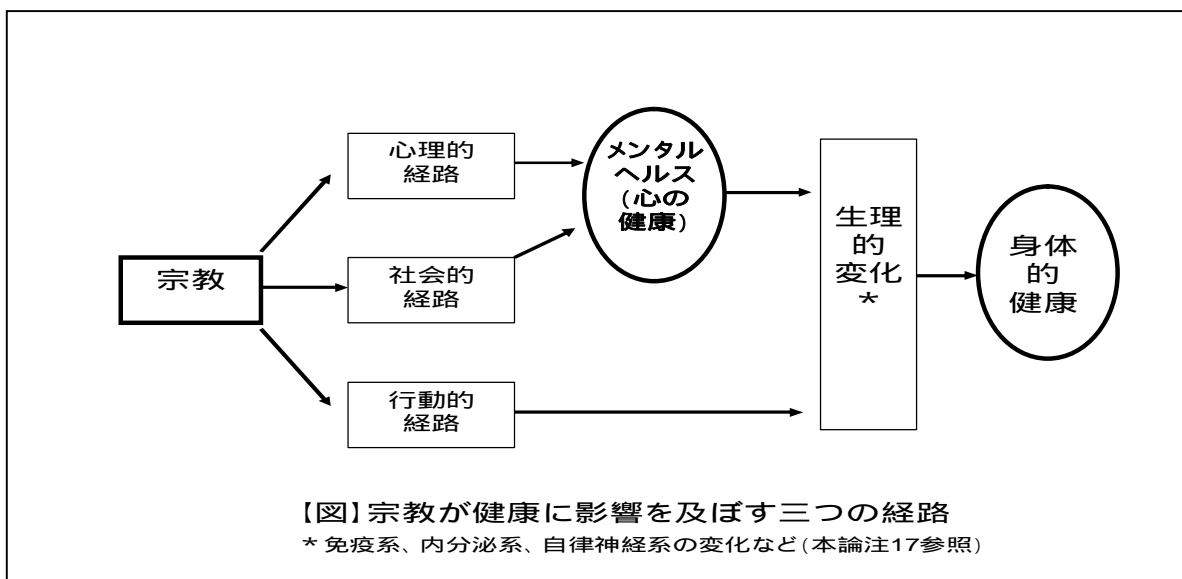 心理的
経路
メンタル
ヘルス
(心の
健康)
宗教
社会的
経路
行動的
経路
生理
的
変化
*
身体
的
健康
【図】宗教が健康に影響を及ぼす三つの経路
* 免疫系、内分泌系、自律神経系の変化など(本論注17参照)